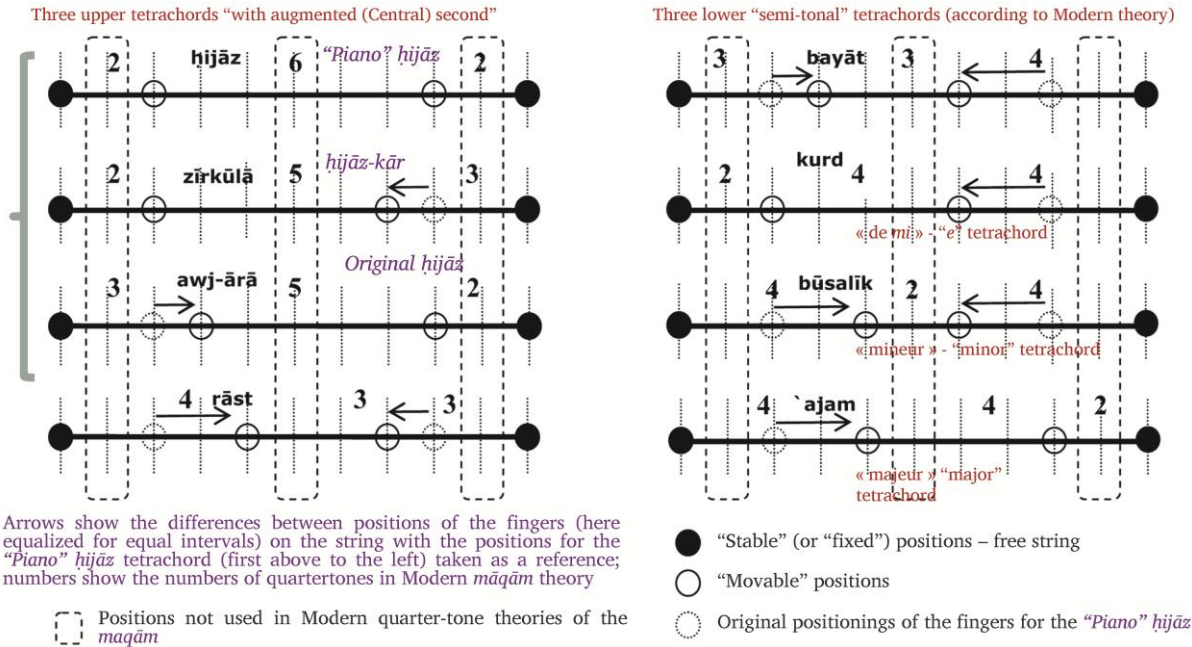 Three upper tetrachords “with augmented (Central) second”
2 ḥijāz 6 “Piano” ḥijāz 2
ḥijāz-kār
2 zīrkūlā 5 3
Original ḥijāz
3 awj-ārā 5 2
4 rāst 3 3
Arrows show the differences between positions of the fingers (here
equalized for equal intervals) on the string with the positions for the
“Piano” ḥijāz tetrachord (first above to the left) taken as a reference;
numbers show the numbers of quartertones in Modern māqām theory
Positions not used in Modern quarter-tone theories of the
maqām
Three lower “semi-tonal” tetrachords (according to Modern theory)
3 bayāt 3 4
kurd
2 4 4
« de mi » - “e” tetrachord
4 būsalīk 2 4
« mineur » - “minor” tetrachord
4 `ajam 4 2
« majeur » “major”
tetrachord
“Stable” (or “fixed”) positions – free string
“Movable” positions
Original positionings of the fingers for the “Piano” ḥijāz